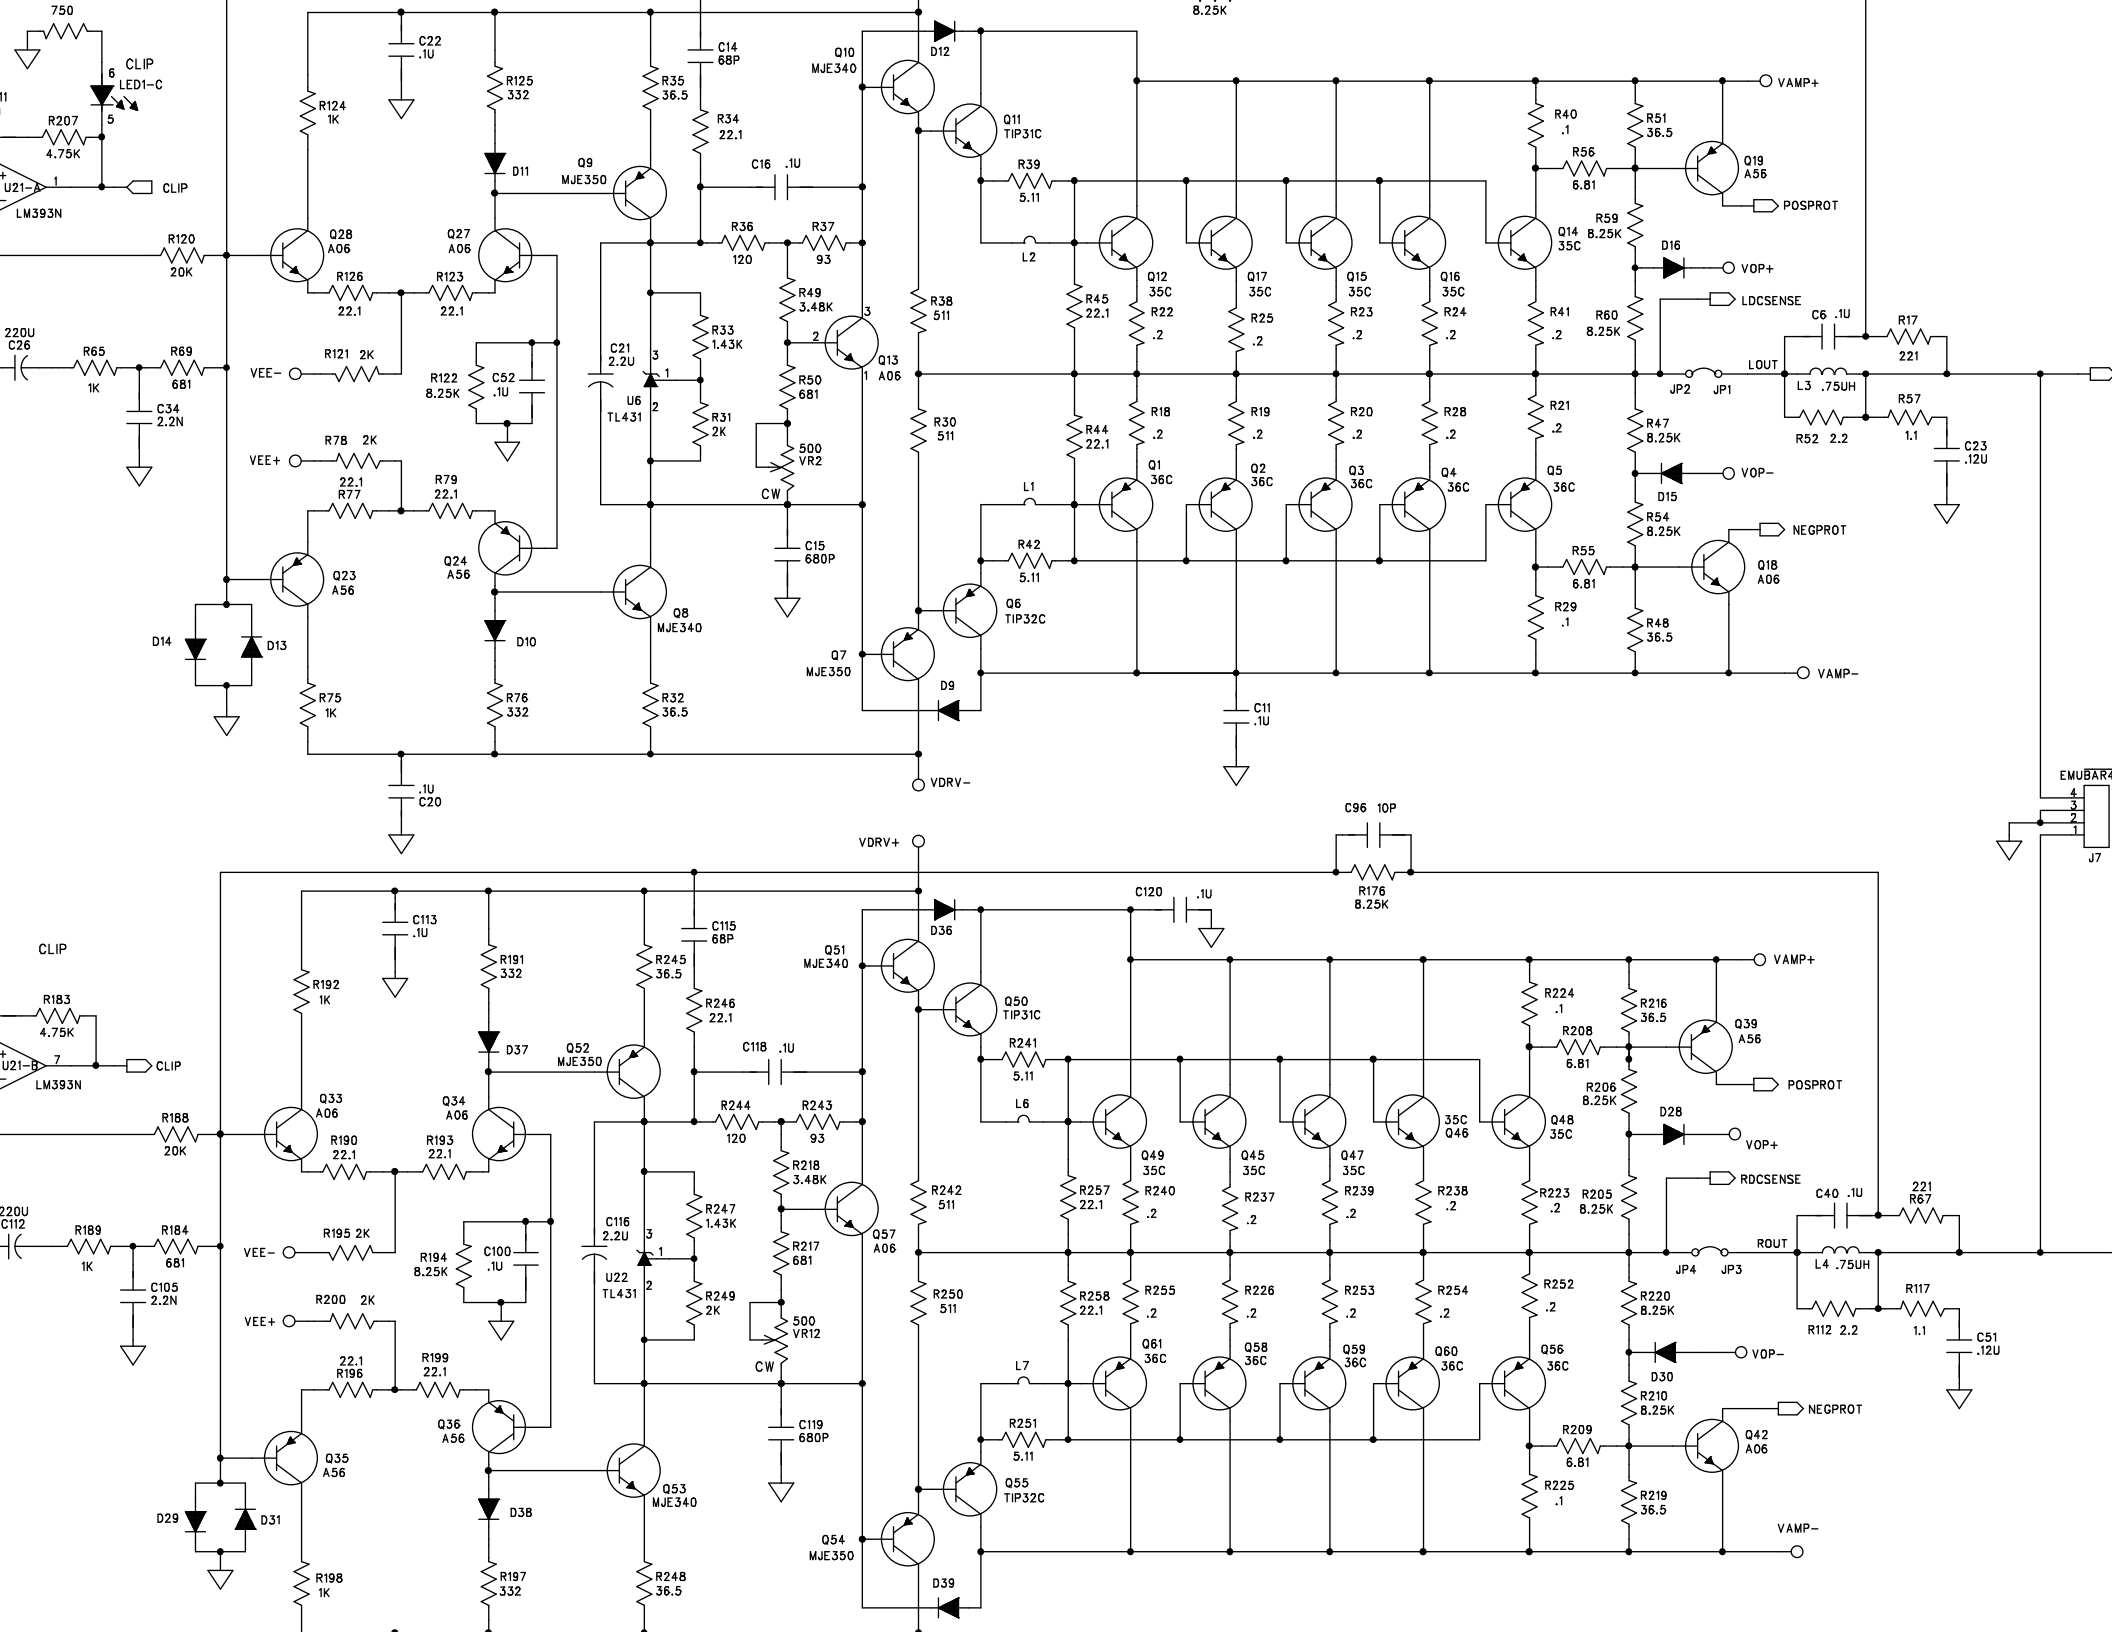 8.25K
750
CLIP
6
LED1-C
5
R207
4.75K
U21-A
1
CLIP
LM393N
R124
1K
C22
.1U
R125
332
D11
R35
36.5
C14
68P
R34
22.1
Q9
MJE350
C16 .1U
Q10
MJE340
D12
Q11
TIP31C
R39
5.11
L2
VAMP+
R40
.1
R51
36.5
R56
6.81
Q19
A56
POSPROT
R59
8.25K
D16
VOP+
LDCSENSE
R60
8.25K
C6 .1U
R17
221
R120
20K
Q28
A06
Q27
A06
R126
22.1
R123
22.1
R36
120
R37
93
R49
3.48K
Q12
35C
Q17
35C
Q15
35C
Q16
35C
Q14
35C
R38
511
R45
22.1
R22
.2
R25
.2
R23
.2
R24
.2
R41
.2
220U
C26
R65
1K
R69
681
C34
2.2N
VEE-
R121 2K
R122
8.25K
C52
.1U
C21
2.2U
R33
1.43K
3
1
2
U6
TL431
R31
2K
R50
681
2
3
1
Q13
A06
500
VR2
CW
LOUT
JP2
JP1
L3 .75UH
R52 2.2
R57
1.1
C23
.12U
VEE+
R78 2K
22.1
R77
R79
22.1
R30
511
R44
22.1
R18
.2
R19
.2
R20
.2
R28
.2
R21
.2
R47
8.25K
VOP-
D15
R54
8.25K
L1
Q1
36C
Q2
36C
Q3
36C
Q4
36C
Q5
36C
NEGPROT
R42
5.11
R55
6.81
Q18
A06
R29
.1
R48
36.5
Q23
A56
Q24
A56
C15
680P
Q6
TIP32C
Q8
MJE340
D14
D13
D10
Q7
MJE350
D9
VAMP-
R75
1K
R76
332
R32
36.5
C11
.1U
VDRV-
.1U
C20
EMUBAR4
4
3
2
1
J7
C96 10P
VDRV+
R176
8.25K
C120 .1U
CLIP
C113
.1U
C115
68P
D36
Q51
MJE340
R183
4.75K
U21-B
7
CLIP
LM393N
R192
1K
R191
332
D37
R245
36.5
R246
22.1
Q52
MJE350
C118 .1U
Q50
TIP31C
R241
5.11
L6
VAMP+
R224
.1
R216
36.5
R208
6.81
Q39
A56
POSPROT
R206
8.25K
D28
VOP+
RDCSENSE
R205
8.25K
C40 .1U
221
R67
R188
20K
Q33
A06
Q34
A06
R190
22.1
R193
22.1
R244
120
R243
93
R218
3.48K
Q49
35C
Q45
35C
Q47
35C
35C
Q46
Q48
35C
R242
511
R257
22.1
R240
.2
R237
.2
R239
.2
R238
.2
R223
.2
220U
C112
R189
1K
R184
681
C105
2.2N
VEE-
R195 2K
R194
8.25K
C100
.1U
C116
2.2U
R247
1.43K
3
1
2
U22
TL431
R249
2K
R217
681
Q57
A06
500
VR12
CW
ROUT
JP4
JP3
L4 .75UH
R112 2.2
R117
1.1
C51
.12U
VEE+
R200 2K
22.1
R196
R199
22.1
R250
511
R258
22.1
R255
.2
R226
.2
R253
.2
R254
.2
R252
.2
R220
8.25K
VOP-
D30
R210
8.25K
L7
Q61
36C
Q58
36C
Q59
36C
Q60
36C
Q56
36C
NEGPROT
R251
5.11
R209
6.81
Q42
A06
R225
.1
R219
36.5
Q35
A56
Q36
A56
C119
680P
Q55
TIP32C
Q53
MJE340
D29
D31
D38
Q54
MJE350
D39
VAMP-
R198
1K
R197
332
R248
36.5